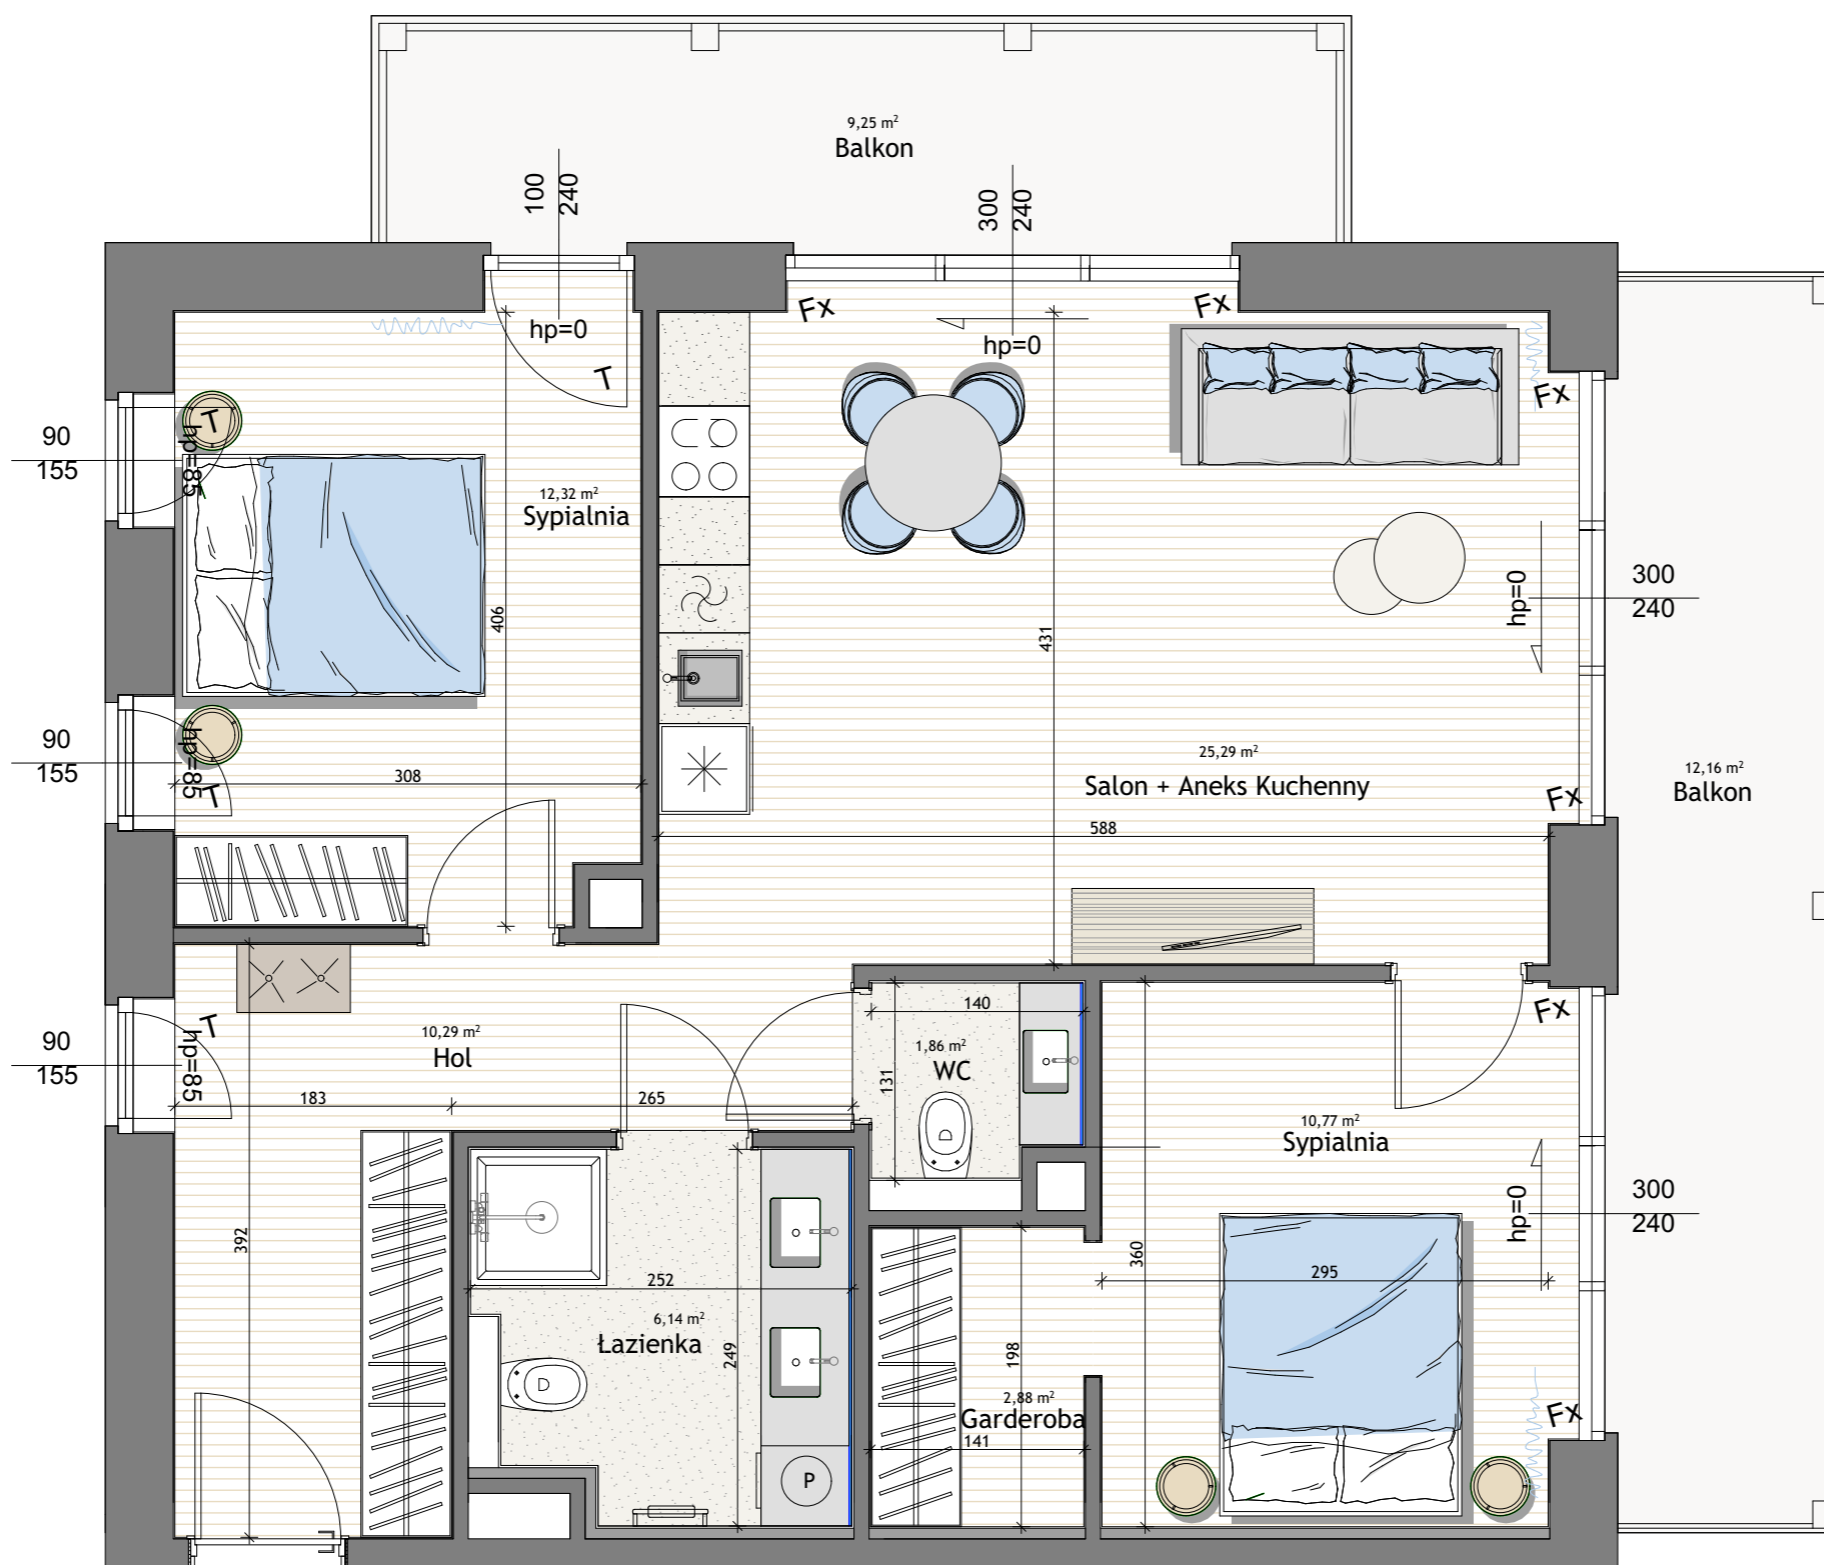 9,25 m²
Balkon
100
240
300
240
hp=0
T
Fx
hp=0
Fx
Fx
90
155
T
hp=85
12,32 m²
Sypialnia
406
431
hp=0
300
240
90
155
hp=85
T
308
25,29 m²
Salon + Aneks Kuchenny
588
Fx
12,16 m²
Balkon
90
155
T
hp=85
10,29 m²
Hol
183
265
140
1,86 m²
WC
131
Fx
10,77 m²
Sypialnia
hp=0
300
240
392
252
6,14 m²
Łazienka
249
198
360
295
2,88 m²
Garderoba
141
Fx
D
D
P